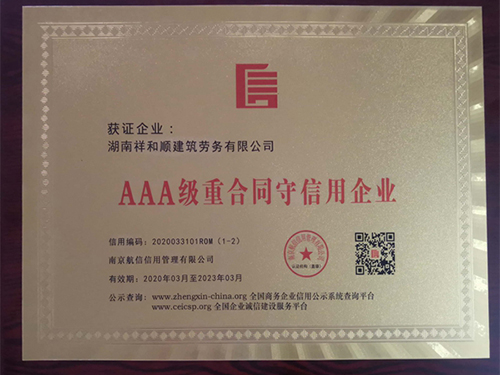 获证企业：
湖南祥和顺建筑劳务有限公司
AAA级重合同守信用企业
信用编码：2020033101ROM (1-2)
南京航信信用管理有限公司
有效期：2020年03月至2023年03月
公示查询：www.zhengxin-china.org 全国商务企业信用公示系统查询平台
www.ceicsp.org 全国企业诚信建设服务平台